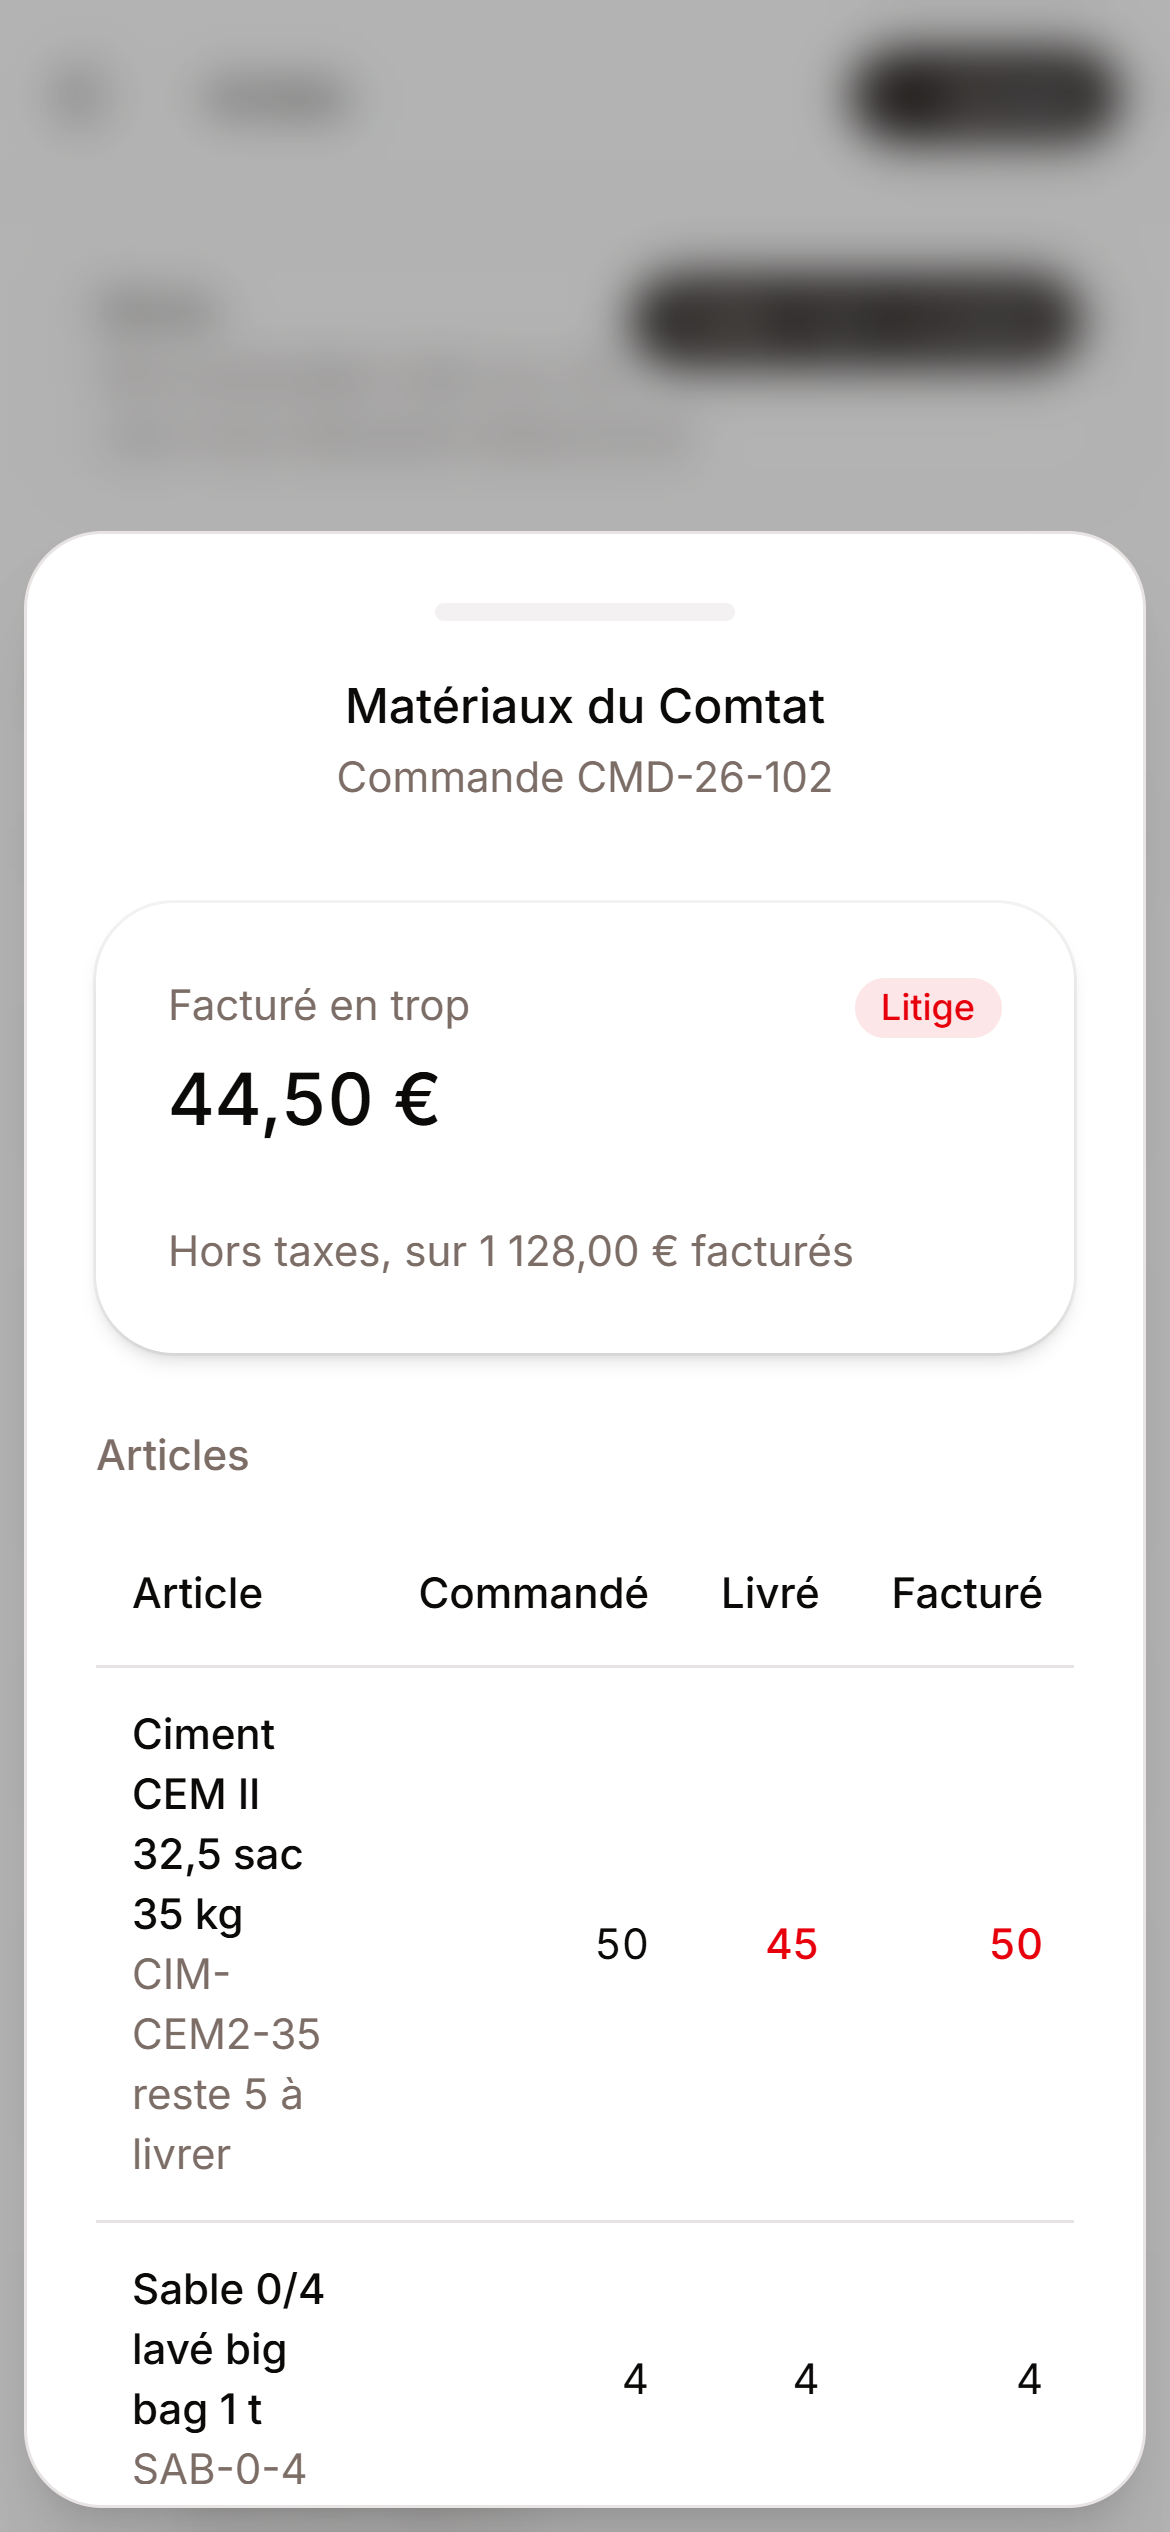 Matériaux du Comtat
Commande CMD-26-102
Facturé en trop
Litige
44,50 €
Hors taxes, sur 1 128,00 € facturés
Articles
Article Commandé Livré Facturé
Ciment
CEM II
32,5 sac
35 kg
CIM-
CEM2-35
reste 5 à
livrer
50 45 50
Sable 0/4
lavé big
bag 1 t
SAB-0-4
4 4 4